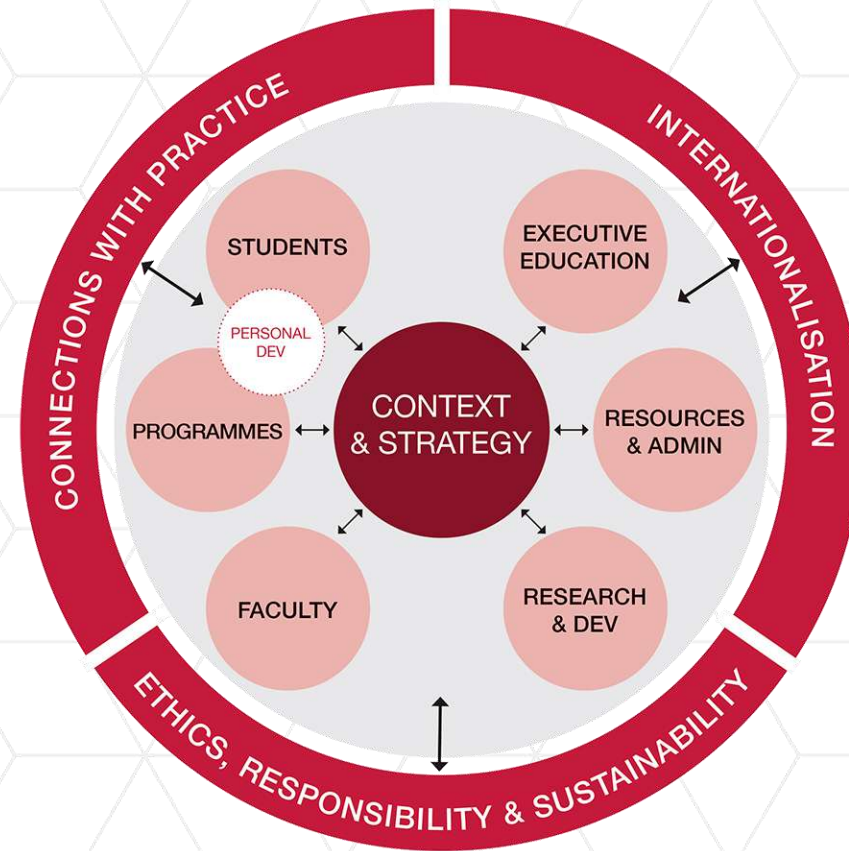 CONNECTIONS WITH PRACTICE
INTERNATIONALISATION
STUDENTS
EXECUTIVE
EDUCATION
PERSONAL
DEV
PROGRAMMES
CONTEXT
& STRATEGY
RESOURCES
& ADMIN
FACULTY
RESEARCH
& DEV
ETHICS, RESPONSIBILITY & SUSTAINABILITY